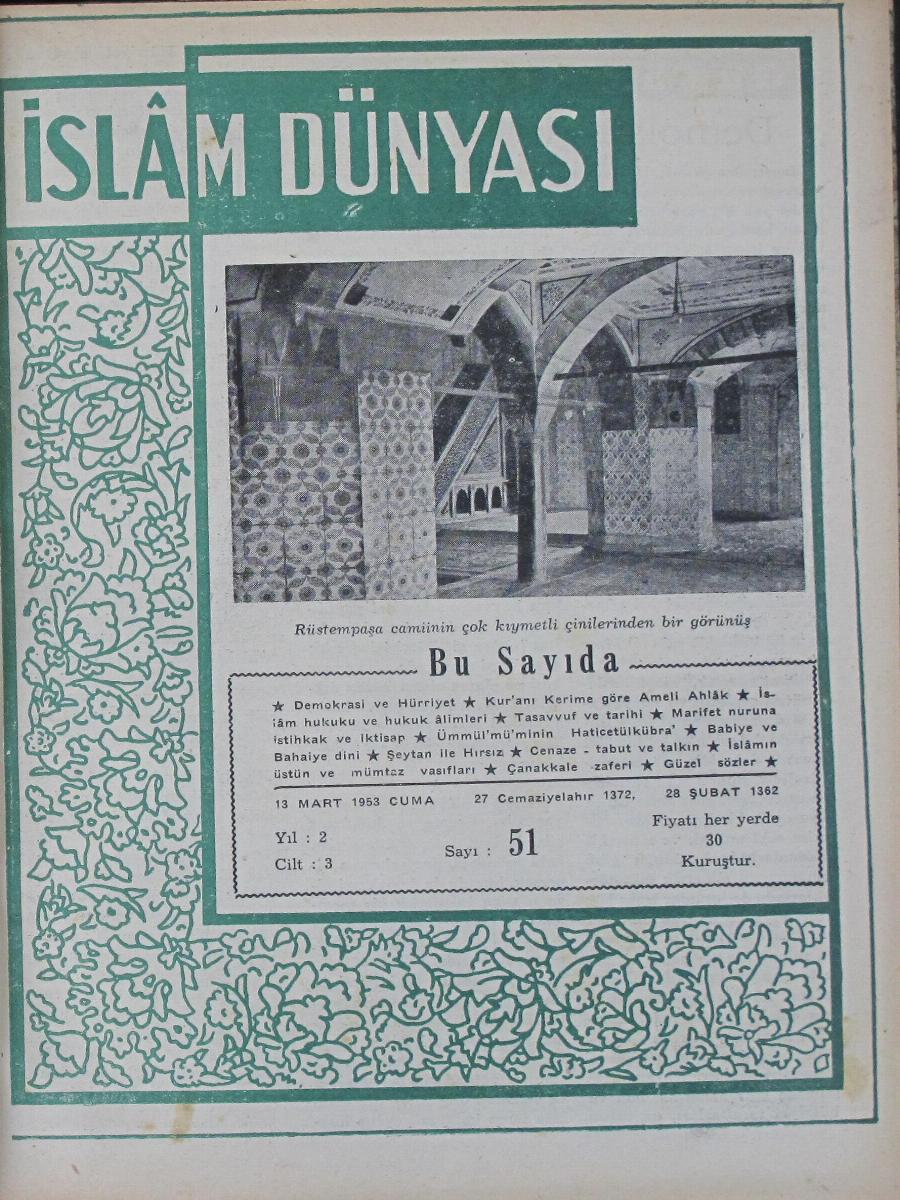 İSLÂM DÜNYASI
Rüstempaşa camiinin çok kıymetli çinilerinden bir görünüş
Bu Sayıda
★ Demokrasi ve Hürriyet ★ Kur'anı Kerime göre Ameli Ahlâk ★ İs-
lâm hukuku ve hukuk âlimleri ★ Tasavvuf ve tarihi ★ Marifet nuruna
istihkak ve İktisap ★ Ümmül'mü'minin Haticetülkübra' ★ Babiye ve
Bahaiye dini ★ Şeytan ile Hırsız ★ Cenaze - tabut ve talkın ★ İslâmın
üstün ve mümtaz vasıfları ★ Çanakkale zaferi ★ Güzel sözler ★
13 MART 1953 CUMA 27 Cemaziyelahır 1372, 28 ŞUBAT 1362
Yıl : 2
Cilt : 3
Sayı : 51
Fiyatı her yerde
30
Kuruştur.